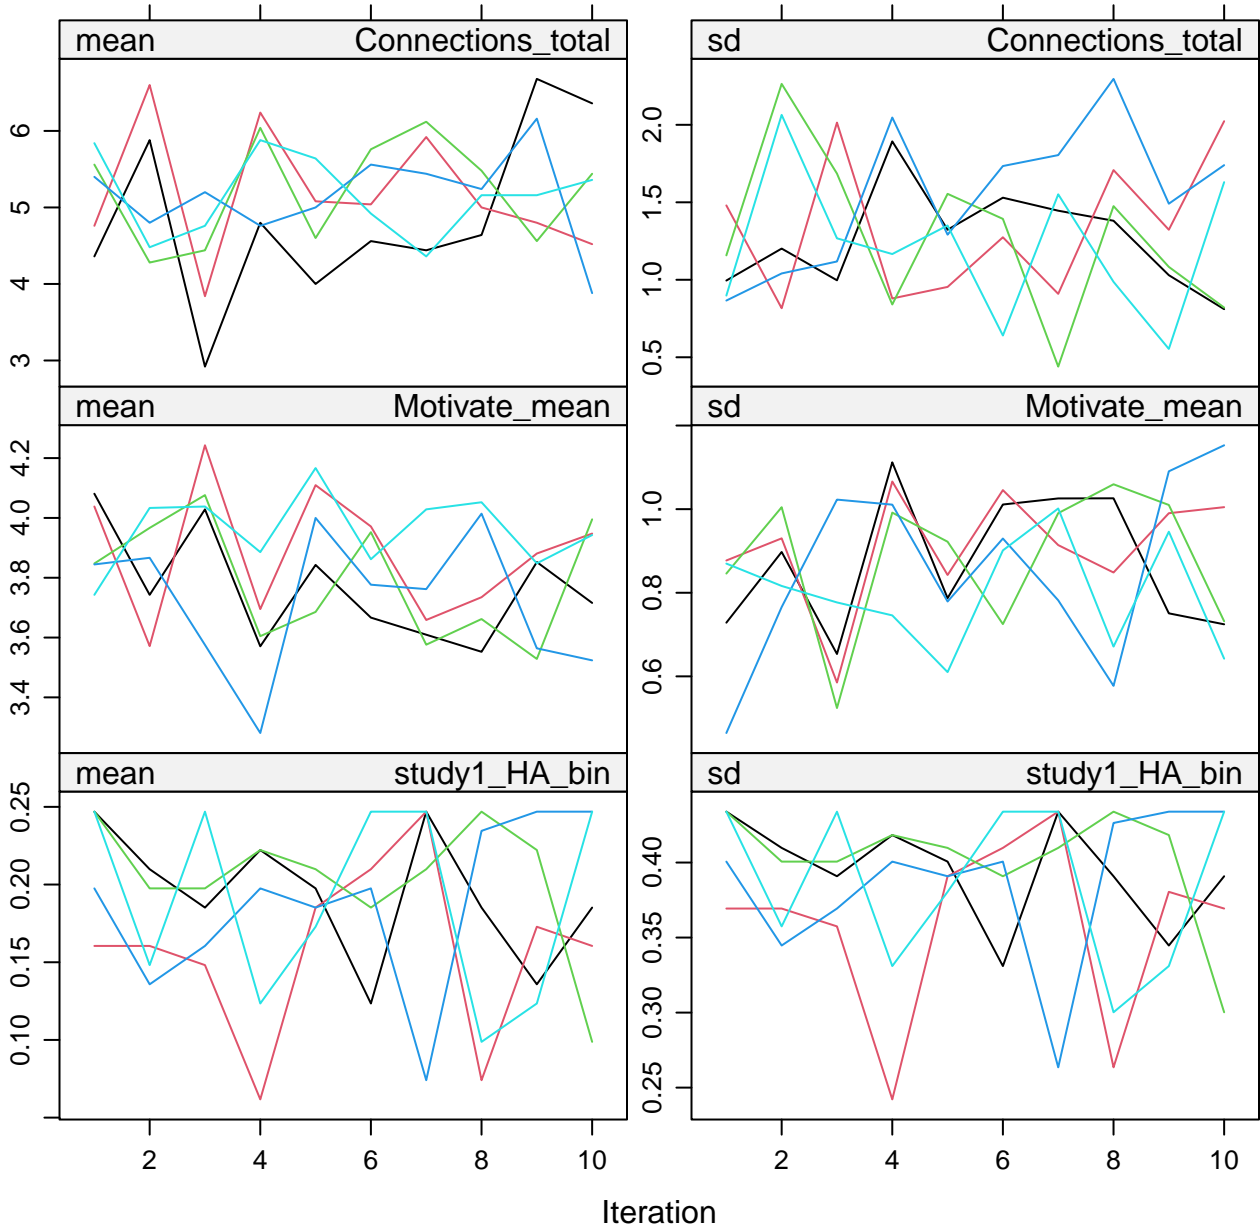 mean Connections_total
sd Connections_total
6
5
4
3
2.0
1.5
1.0
0.5
mean Motivate_mean
sd Motivate_mean
4.2
4.0
3.8
3.6
3.4
1.0
0.8
0.6
mean study1_HA_bin
sd study1_HA_bin
0.25
0.20
0.15
0.10
0.40
0.35
0.30
0.25
2 4 6 8 10
2 4 6 8 10
Iteration